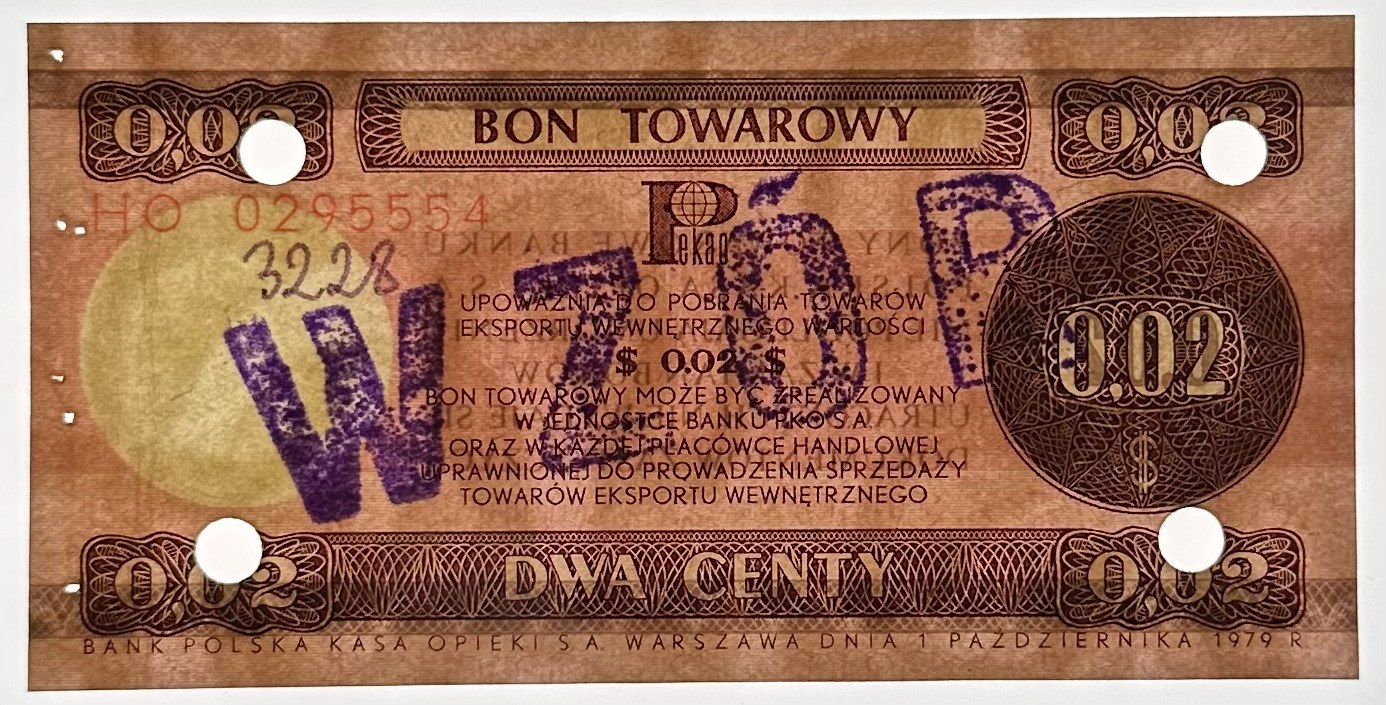 0,02 BON TOWAROWY 0,02
HO 0295554
Pekao
3228
WZÓR
UPOWAŻNIA DO POBRANIA TOWARÓW
EKSPORTU WEWNĘTRZNEGO WARTOŚCI
$ 0.02 $
BON TOWAROWY MOŻE BYĆ ZREALIZOWANY
W JEDNOSTCE BANKU PKO S A
ORAZ W KAŻDEJ PLACÓWCE HANDLOWEJ
UPRAWNIONEJ DO PROWADZENIA SPRZEDAŻY
TOWARÓW EKSPORTU WEWNĘTRZNEGO
0,02
$
0,02 DWA CENTY 0,02
BANK POLSKA KASA OPIEKI S A WARSZAWA DNIA 1 PAŹDZIERNIKA 1979 R